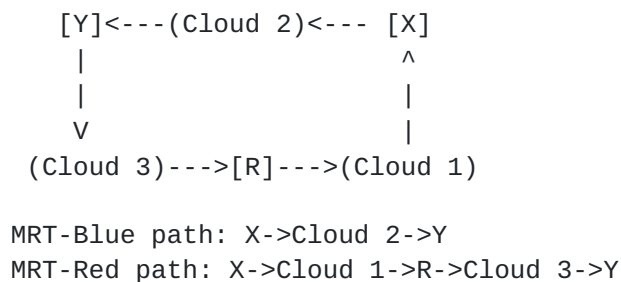 [Y]<---(Cloud 2)<--- [X]
|                    ^
|                    |
V                    |
(Cloud 3)--->[R]--->(Cloud 1)
MRT-Blue path: X->Cloud 2->Y
MRT-Red path: X->Cloud 1->R->Cloud 3->Y